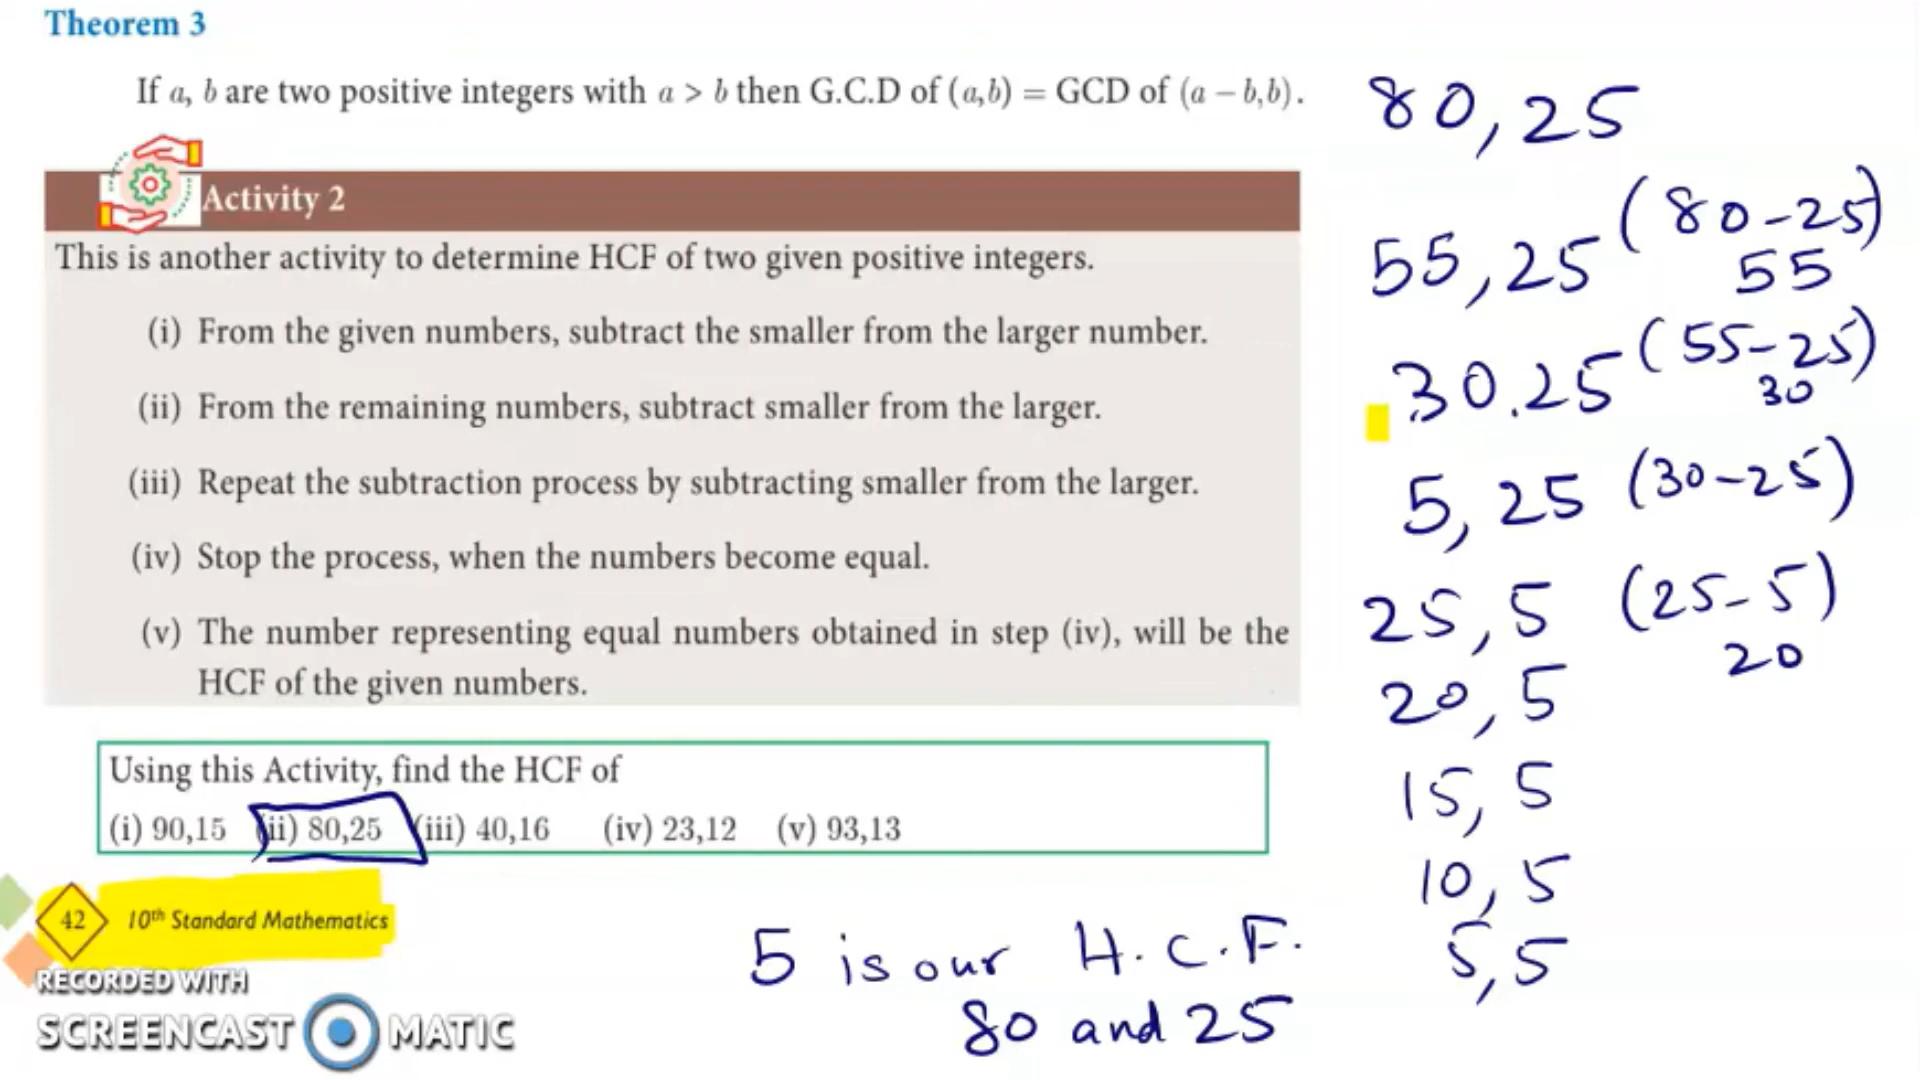 Theorem 3
If a, b are two positive integers with a > b then G.C.D of (a,b) = GCD of (a − b,b).
Activity 2
This is another activity to determine HCF of two given positive integers.
(i) From the given numbers, subtract the smaller from the larger number.
(ii) From the remaining numbers, subtract smaller from the larger.
(iii) Repeat the subtraction process by subtracting smaller from the larger.
(iv) Stop the process, when the numbers become equal.
(v) The number representing equal numbers obtained in step (iv), will be the
HCF of the given numbers.
Using this Activity, find the HCF of
(i) 90,15 (ii) 80,25 (iii) 40,16 (iv) 23,12 (v) 93,13
42 10th Standard Mathematics
RECORDED WITH
SCREENCAST MATIC
80,25
55,25 (80-25)
55
30.25 (55-25)
30
5, 25 (30-25)
25, 5 (25-5)
20
20, 5
15, 5
10, 5
5,5
5 is our H.C.F.
80 and 25